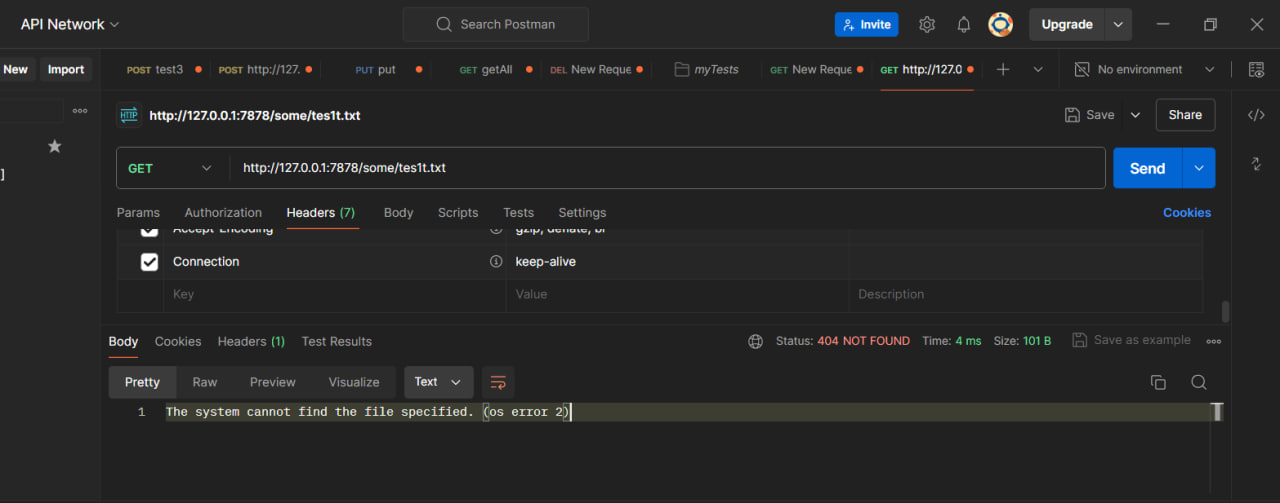 API Network
Search Postman
Invite
Upgrade
New
Import
POST test3
POST http://127.
PUT put
GET getAll
DEL New Reque
myTests
GET New Reque
GET http://127.0
No environment
HTTP http://127.0.0.1:7878/some/tes1t.txt
Save
Share
]
GET
http://127.0.0.1:7878/some/tes1t.txt
Send
Params Authorization Headers (7) Body Scripts Tests Settings
Cookies
Accept-Encoding gzip, deflate, br
Connection keep-alive
Key Value Description
Body Cookies Headers (1) Test Results
Status: 404 NOT FOUND Time: 4 ms Size: 101 B
Save as example
Pretty Raw Preview Visualize Text
1 The system cannot find the file specified. (os error 2)